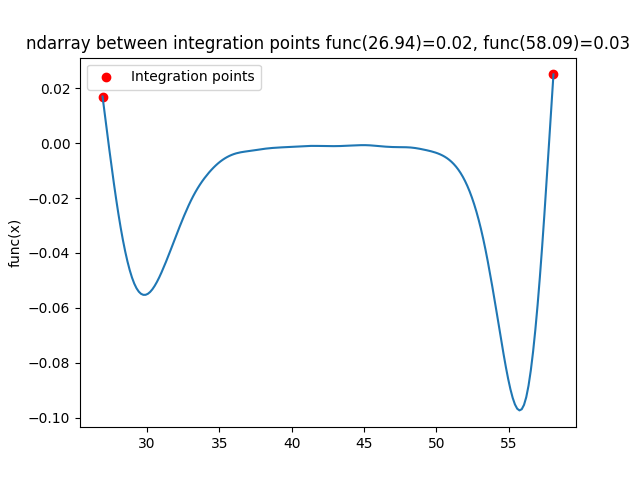 ndarray between integration points func(26.94)=0.02, func(58.09)=0.03
Integration points
0.02
0.00
−0.02
−0.04
−0.06
−0.08
−0.10
func(x)
30 35 40 45 50 55